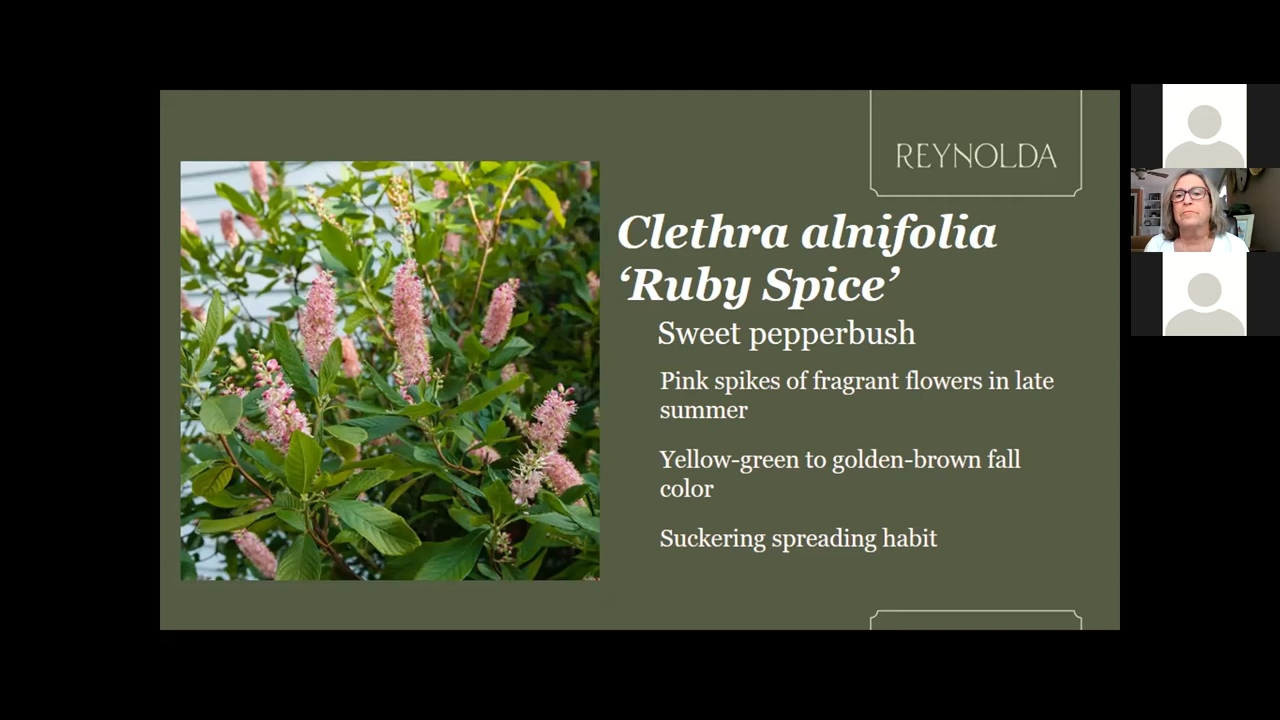 REYNOLDA
Clethra alnifolia
‘Ruby Spice’
Sweet pepperbush
Pink spikes of fragrant flowers in late
summer
Yellow-green to golden-brown fall
color
Suckering spreading habit